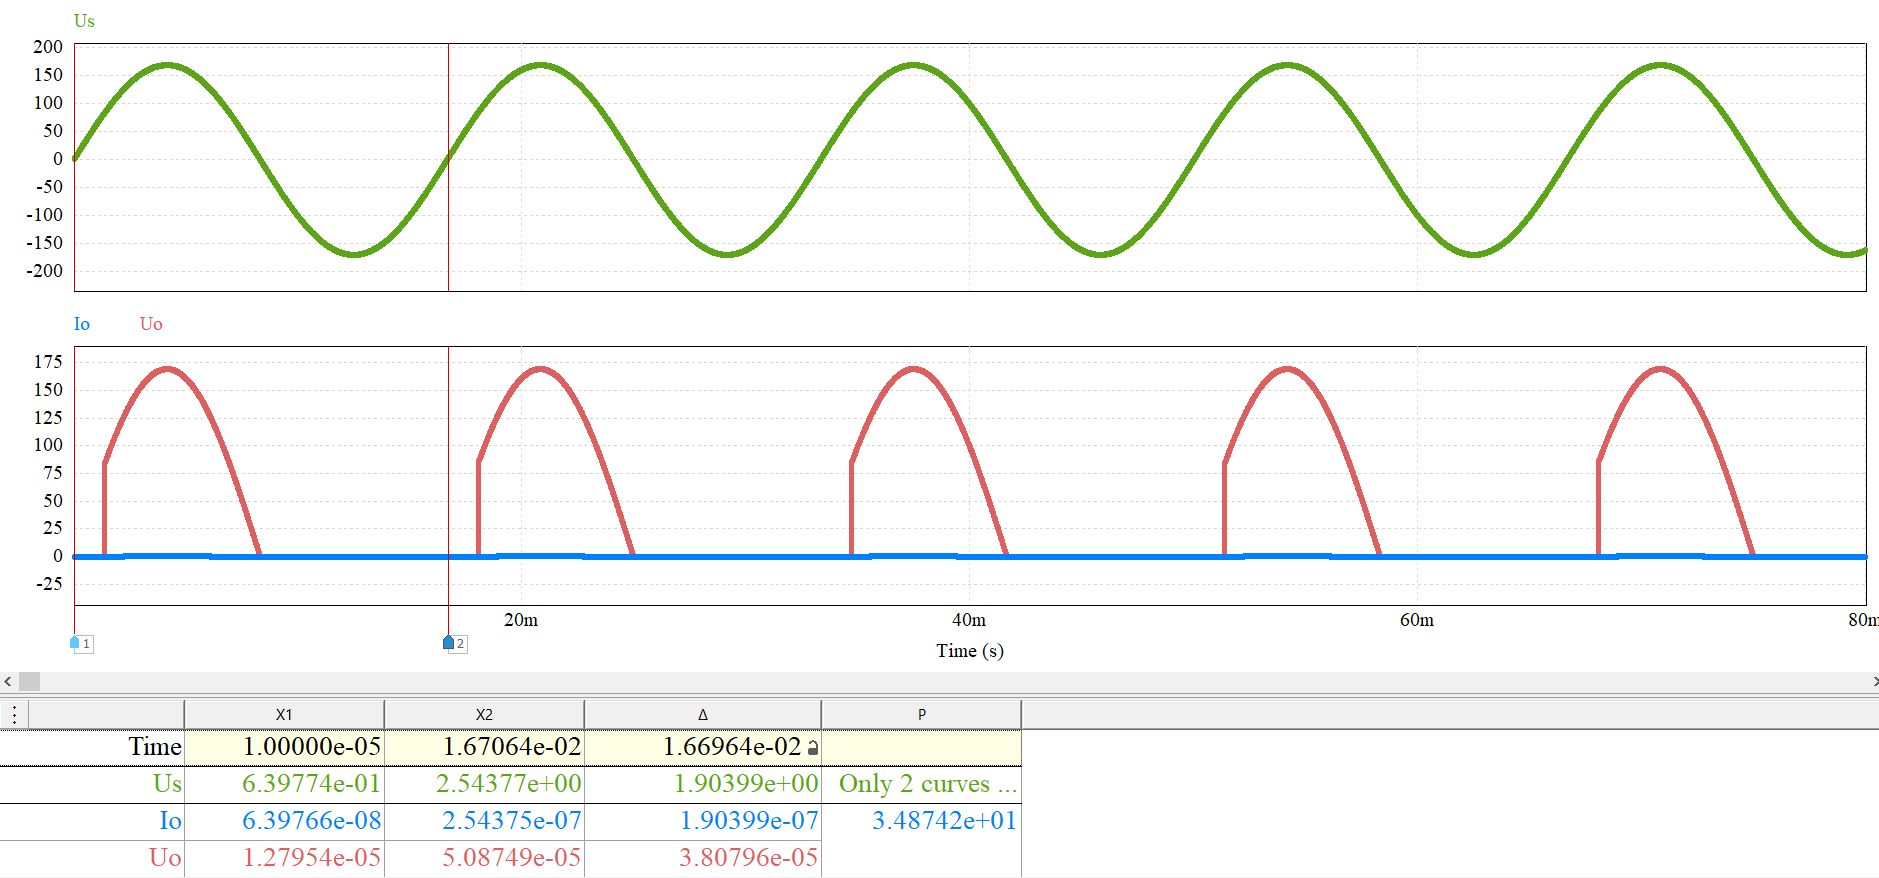 Us
200
150
100
50
0
-50
-100
-150
-200
Io Uo
175
150
125
100
75
50
25
0
-25
20m 40m 60m 80m
1 2 Time (s)
X1 X2 Δ P
Time 1.00000e-05 1.67064e-02 1.66964e-02
Us 6.39774e-01 2.54377e+00 1.90399e+00 Only 2 curves ...
Io 6.39766e-08 2.54375e-07 1.90399e-07 3.48742e+01
Uo 1.27954e-05 5.08749e-05 3.80796e-05